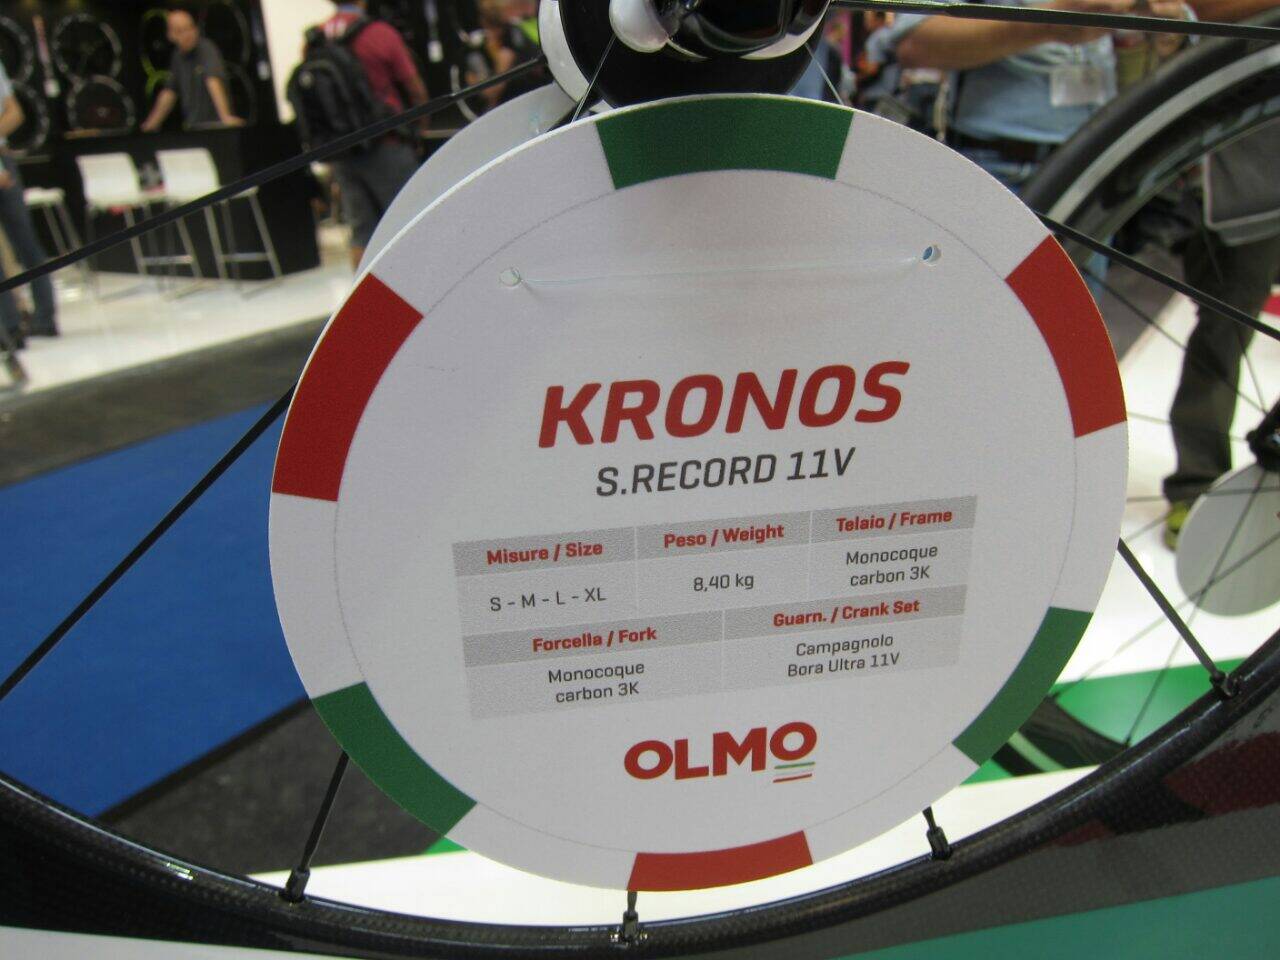 KRONOS
S.RECORD 11V
Misure / Size
Peso / Weight
Telaio / Frame
S - M - L - XL
8,40 kg
Monocoque
carbon 3K
Forcella / Fork
Guarn. / Crank Set
Monocoque
carbon 3K
Campagnolo
Bora Ultra 11V
OLMO